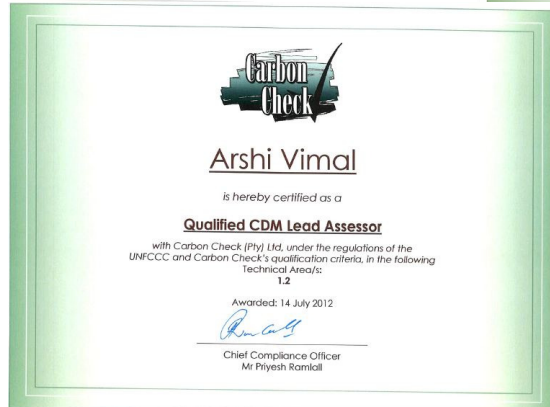 Carbon
Check
Arshi Vimal
is hereby certified as a
Qualified CDM Lead Assessor
with Carbon Check (Pty) Ltd, under the regulations of the
UNFCCC and Carbon Check's qualification criteria, in the following
Technical Area/s:
1.2
Awarded: 14 July 2012
Chief Compliance Officer
Mr Priyesh Ramlall